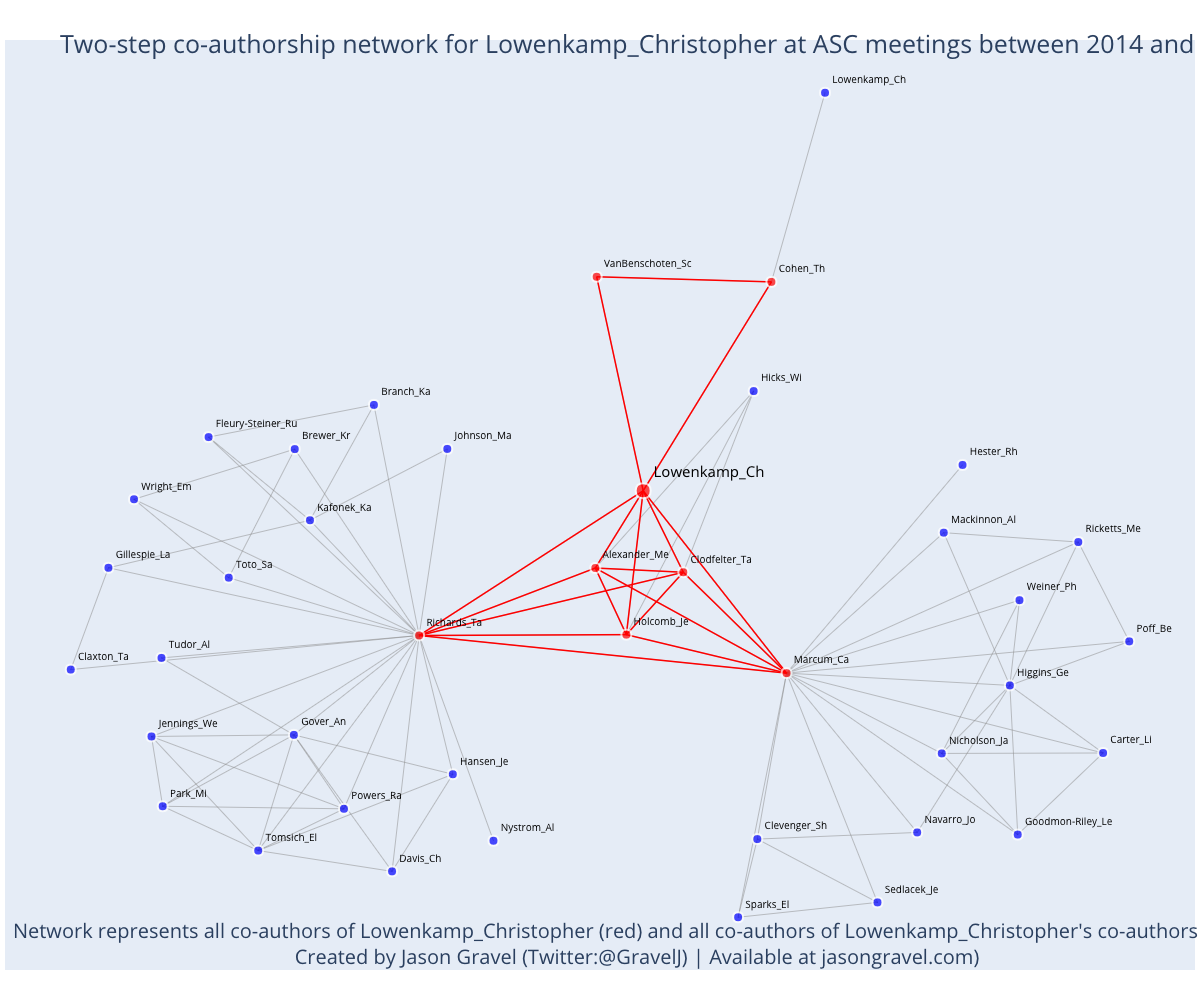 Two-step co-authorship network for Lowenkamp_Christopher at ASC meetings between 2014 and
Lowenkamp_Ch
VanBenschoten_Sc
Cohen_Th
Hicks_Wi
Branch_Ka
Fleury-Steiner_Ru
Brewer_Kr
Johnson_Ma
Hester_Rh
Lowenkamp_Ch
Wright_Em
Kafonek_Ka
Mackinnon_Al
Ricketts_Me
Gillespie_La
Toto_Sa
Alexander_Me
Clodfelter_Ta
Weiner_Ph
Richards_Ta
Holcomb_Je
Poff_Be
Tudor_Al
Claxton_Ta
Marcum_Ca
Higgins_Ge
Jennings_We
Gover_An
Nicholson_Ja
Carter_Li
Hansen_Je
Park_Mi
Powers_Ra
Tomsich_El
Nystrom_Al
Clevenger_Sh
Navarro_Jo
Goodmon-Riley_Le
Davis_Ch
Sedlacek_Je
Sparks_El
Network represents all co-authors of Lowenkamp_Christopher (red) and all co-authors of Lowenkamp_Christopher's co-authors
Created by Jason Gravel (Twitter:@GravelJ) | Available at jasongravel.com)